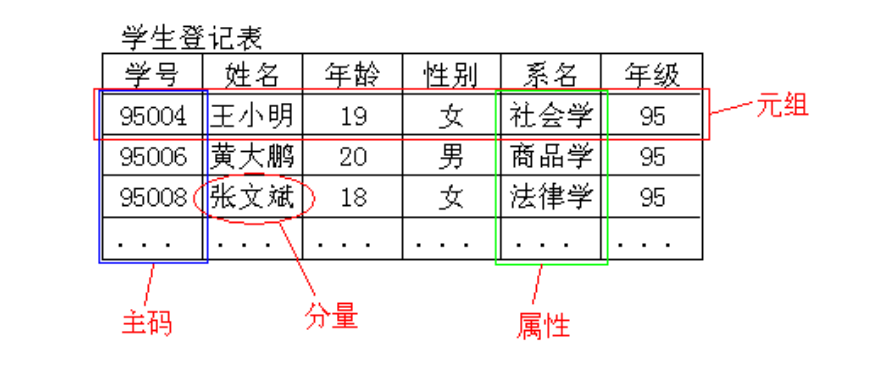 学生登记表
学号 姓名 年龄 性别 系名 年级
95004 王小明 19 女 社会学 95
元组
95006 黄大鹏 20 男 商品学 95
95008 张文斌 18 女 法律学 95
... ... ... ... ... ...
主码 分量 属性